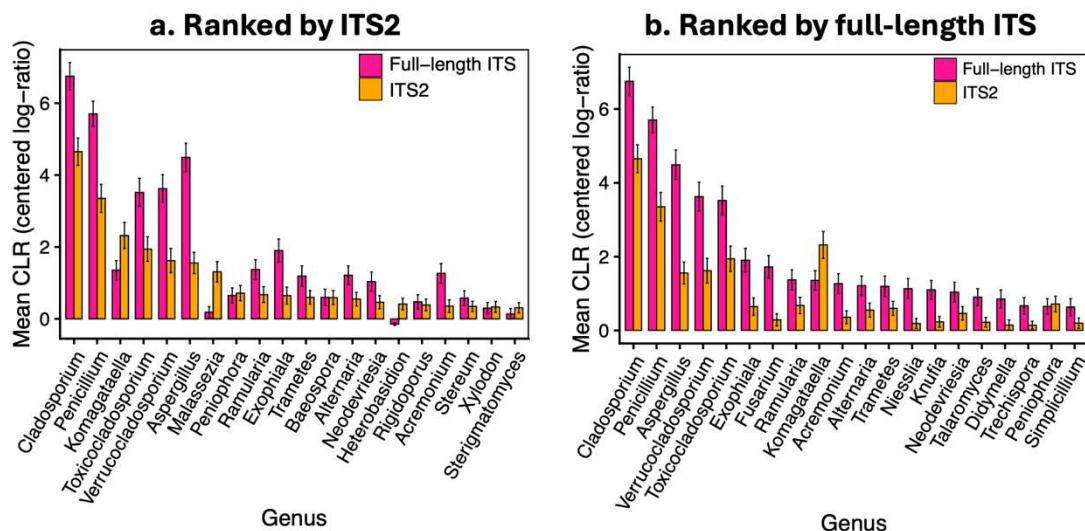 a. Ranked by ITS2
Mean CLR (centered log-ratio)
6
4
2
0
Full-length ITS
ITS2
Cladosporium
Penicillium
Komagataella
Toxicocladosporium
Verrucocladosporium
Aspergillus
Malassezia
Peniophora
Ramularia
Exophiala
Trametes
Baeospora
Alternaria
Neodevriesia
Heterobasidion
Rigidoporus
Acremonium
Stereum
Xylodon
Sterigmatomyces
Genus
b. Ranked by full-length ITS
Mean CLR (centered log-ratio)
6
4
2
0
Full-length ITS
ITS2
Cladosporium
Penicillium
Aspergillus
Verrucocladosporium
Toxicocladosporium
Exophiala
Fusarium
Ramularia
Komagataella
Acremonium
Alternaria
Trametes
Niesslia
Knufia
Neodevriesia
Talaromyces
Didymella
Trechispora
Peniophora
Simplicillium
Genus